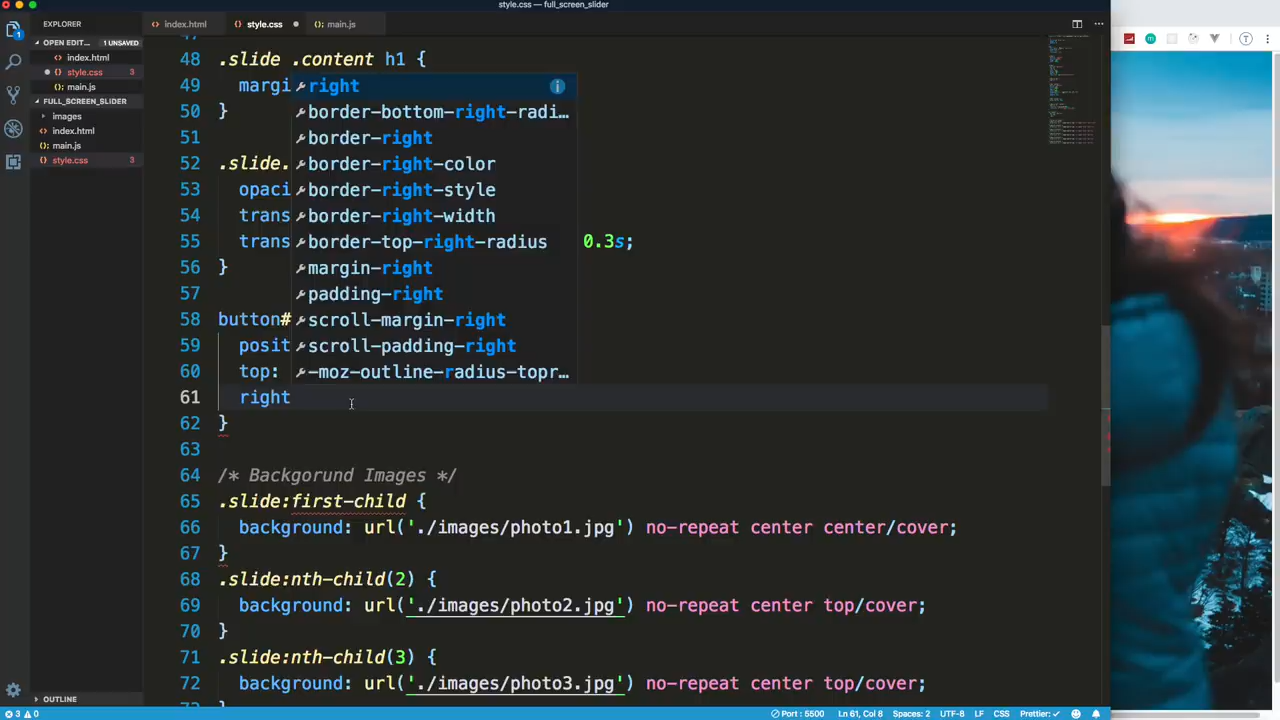 style.css — full_screen_slider
EXPLORER
index.html
style.css
main.js
OPEN EDIT... 1 UNSAVED
index.html
style.css 3
main.js
FULL_SCREEN_SLIDER
images
index.html
main.js
style.css 3
OUTLINE
48 .slide .content h1 {
49 margi
50 }
51
52 .slide.
53 opaci
54 trans
55 trans 0.3s;
56 }
57
58 button#
59 posit
60 top:
61 right
62 }
63
64 /* Backgorund Images */
65 .slide:first-child {
66 background: url('./images/photo1.jpg') no-repeat center center/cover;
67 }
68 .slide:nth-child(2) {
69 background: url('./images/photo2.jpg') no-repeat center top/cover;
70 }
71 .slide:nth-child(3) {
72 background: url('./images/photo3.jpg') no-repeat center top/cover;
right
border-bottom-right-radi…
border-right
border-right-color
border-right-style
border-right-width
border-top-right-radius
margin-right
padding-right
scroll-margin-right
scroll-padding-right
-moz-outline-radius-topr…
3 0 Port : 5500 Ln 61, Col 8 Spaces: 2 UTF-8 LF CSS Prettier: ✓